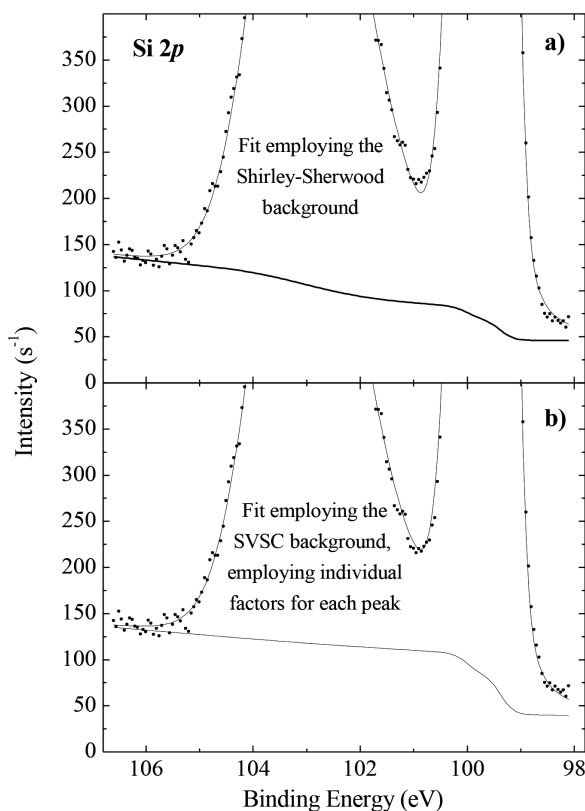 Si 2p
a)
400
350
300
250
200
150
100
50
0
Fit employing the
Shirley-Sherwood
background
b)
350
300
250
200
150
100
50
0
Fit employing the
SVSC background,
employing individual
factors for each peak
Intensity (s⁻¹)
106 104 102 100 98
Binding Energy (eV)